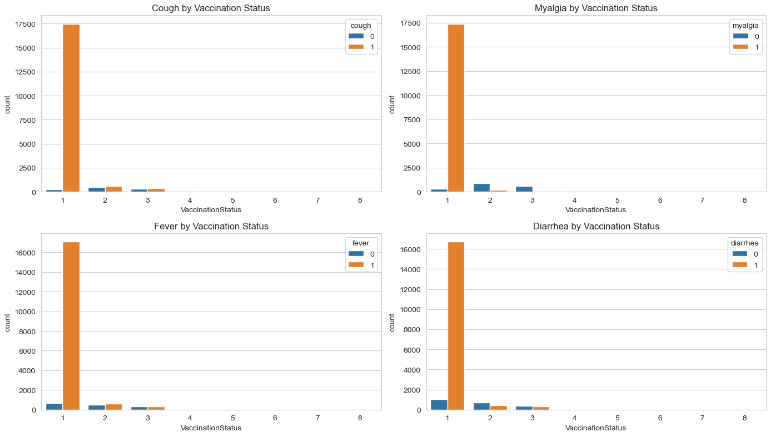 Cough by Vaccination Status
cough
0
1
17500
15000
12500
10000
7500
5000
2500
0
count
1 2 3 4 5 6 7 8
VaccinationStatus
Myalgia by Vaccination Status
myalgia
0
1
17500
15000
12500
10000
7500
5000
2500
0
count
1 2 3 4 5 6 7 8
VaccinationStatus
Fever by Vaccination Status
fever
0
1
16000
14000
12000
10000
8000
6000
4000
2000
0
count
1 2 3 4 5 6 7 8
VaccinationStatus
Diarrhea by Vaccination Status
diarrhea
0
1
16000
14000
12000
10000
8000
6000
4000
2000
0
count
1 2 3 4 5 6 7 8
VaccinationStatus